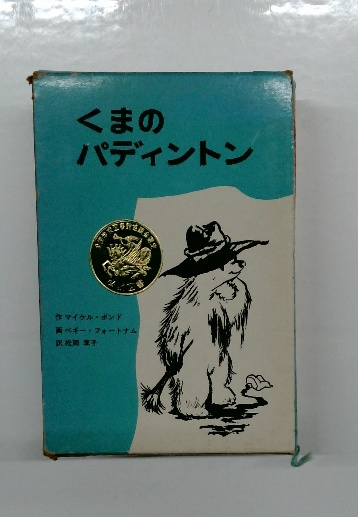 くまの
パディントン
作 マイケル・ボンド
画 ペギー・フォートナム
訳 松岡 享子